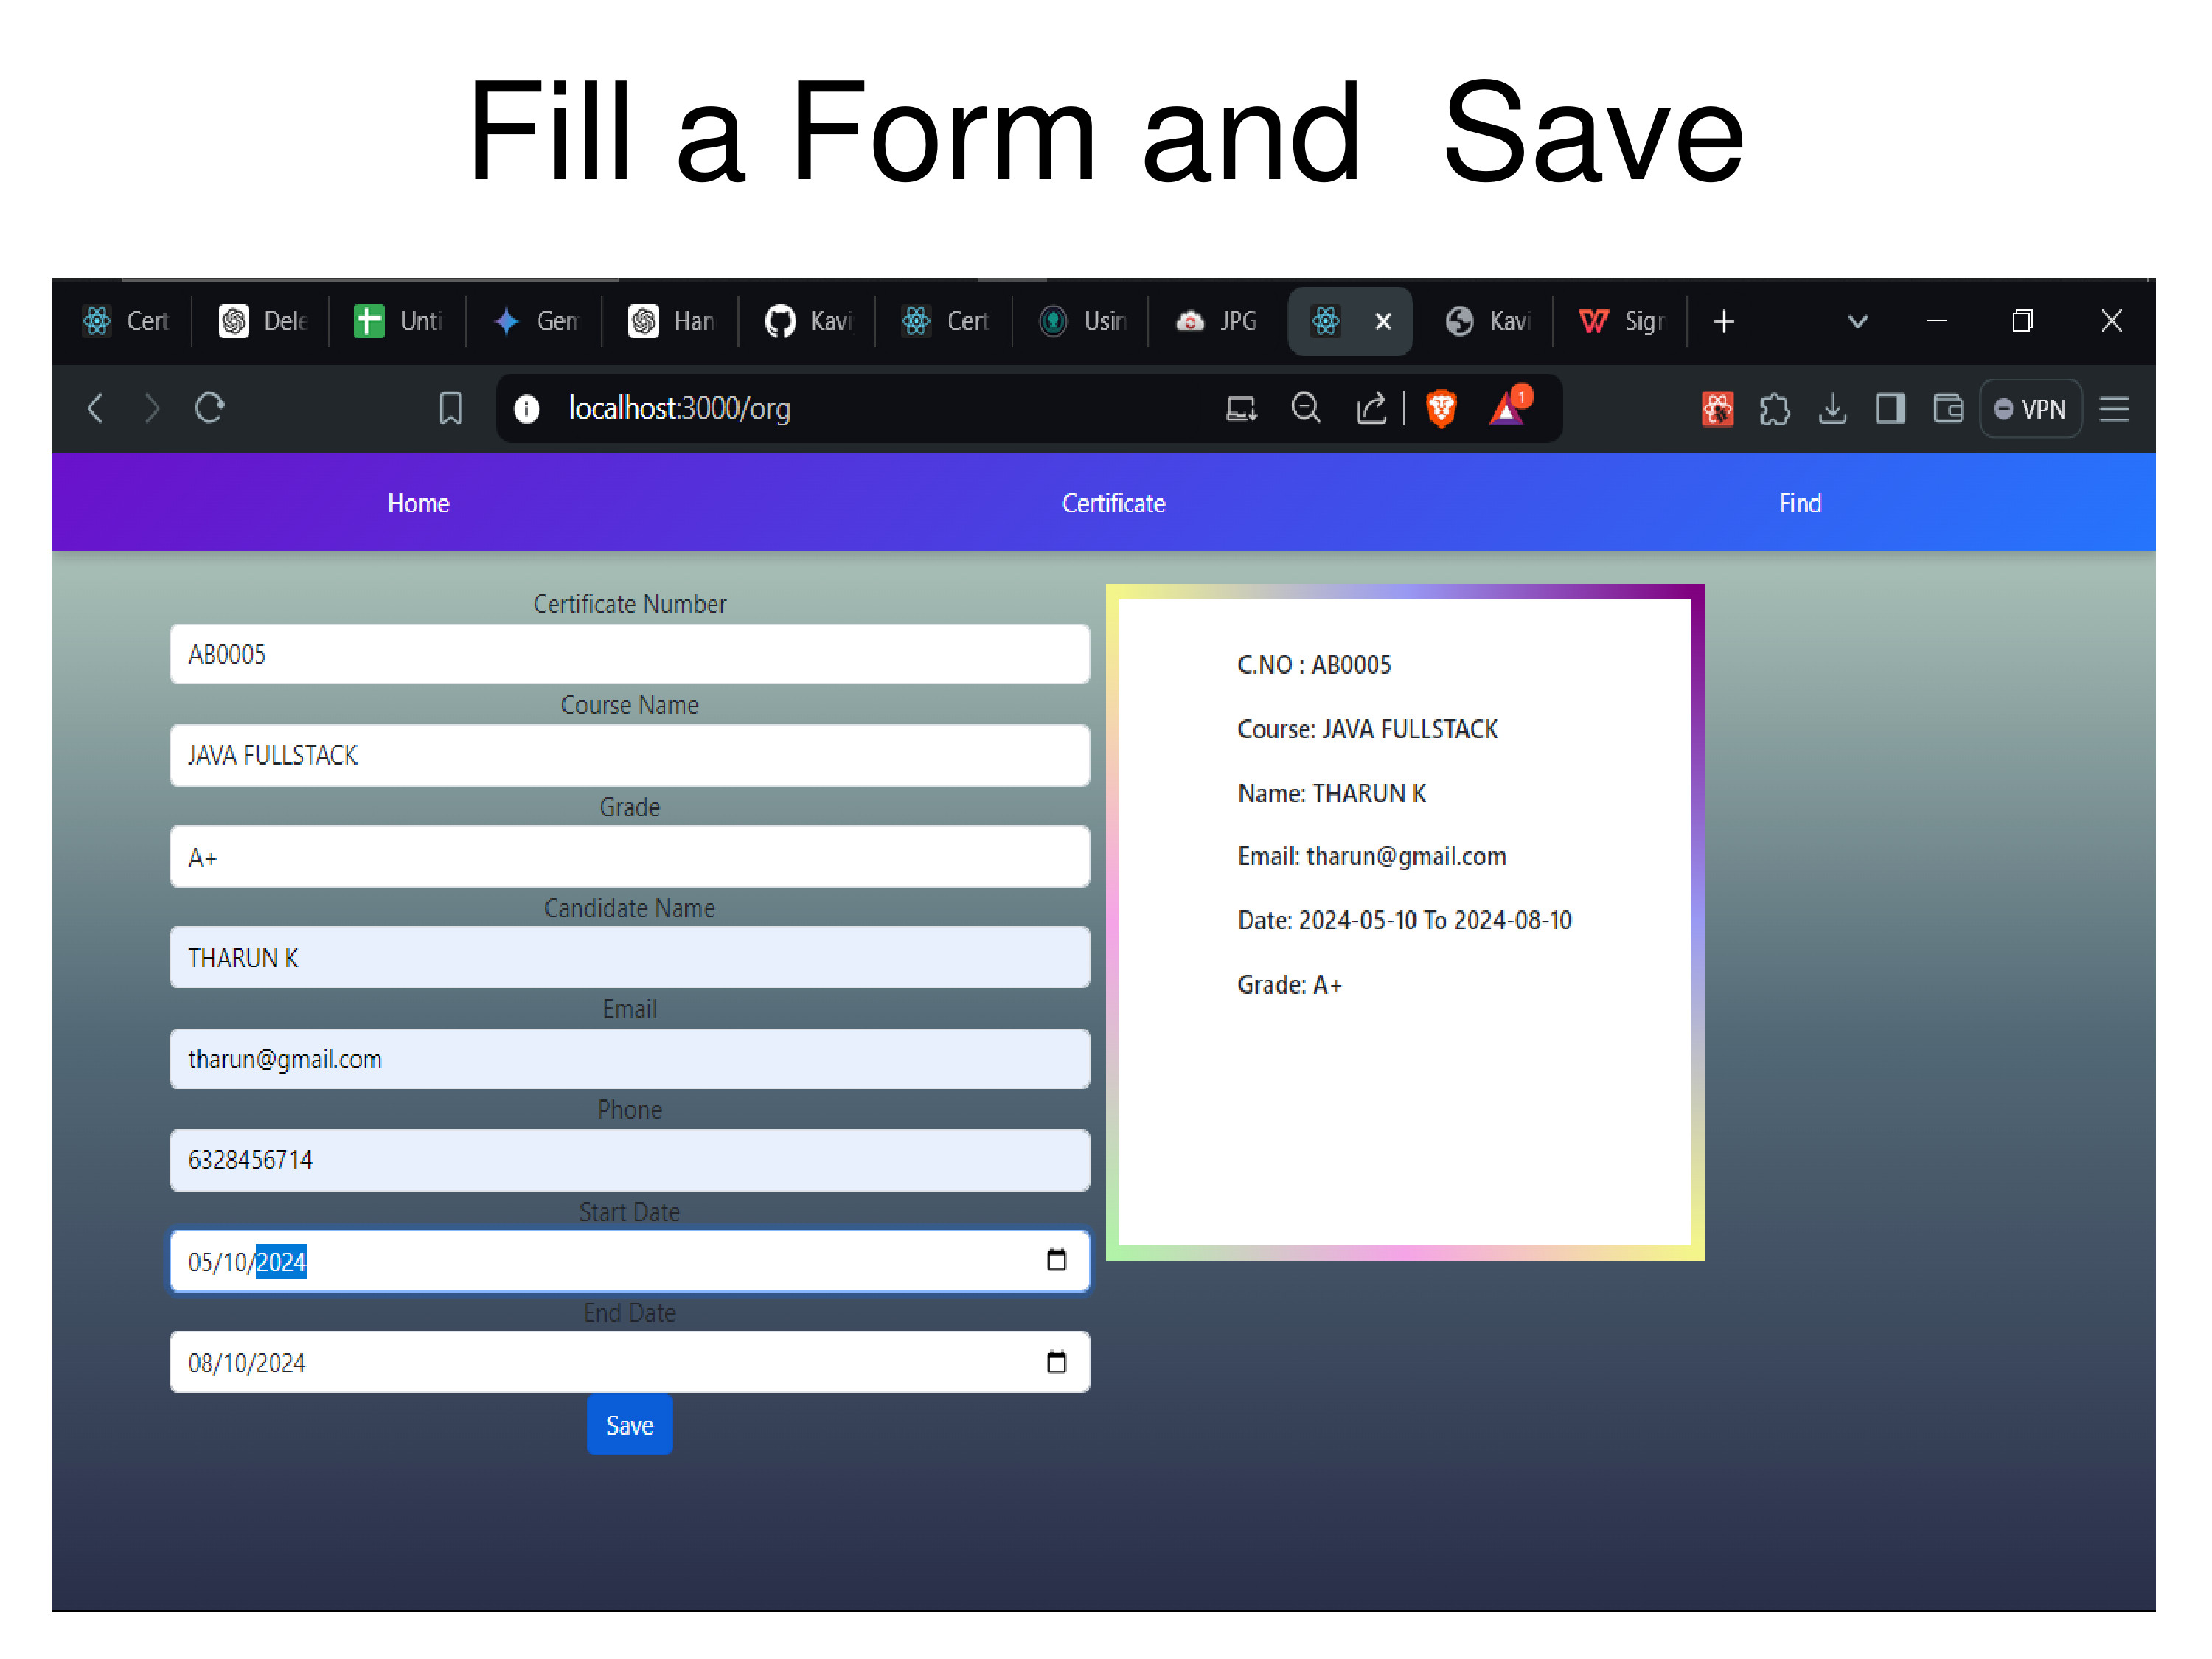 Fill a Form and Save
Cert Dele Unti Gem Han Kavi Cert Usin JPG Kavi Sign
localhost:3000/org 1 VPN
Home Certificate Find
Certificate Number
AB0005
Course Name
JAVA FULLSTACK
Grade
A+
Candidate Name
THARUN K
Email
tharun@gmail.com
Phone
6328456714
Start Date
05/10/2024
End Date
08/10/2024
Save
C.NO : AB0005
Course: JAVA FULLSTACK
Name: THARUN K
Email: tharun@gmail.com
Date: 2024-05-10 To 2024-08-10
Grade: A+